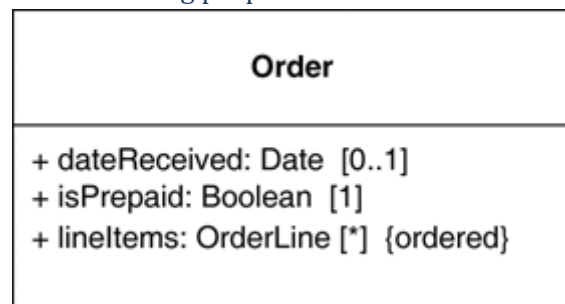 Order
+ dateReceived: Date [0..1]
+ isPrepaid: Boolean [1]
+ lineItems: OrderLine [*] {ordered}